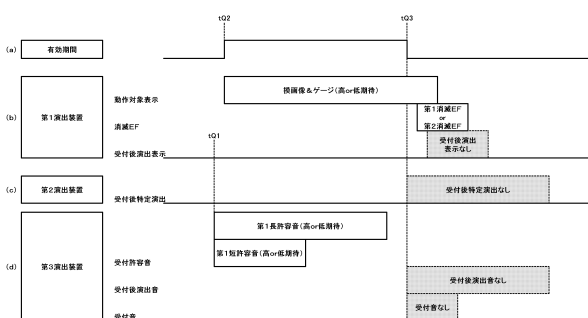 tQ2
tQ3
(a)
有効期間
(b)
第1演出装置
動作対象表示
操画像&ゲージ(高or低期待)
消滅EF
第1消滅EF
or
第2消滅EF
受付後演出表示
受付後演出
表示なし
tQ1
(c)
第2演出装置
受付後特定演出
受付後特定演出なし
(d)
第3演出装置
第1長許容音(高or低期待)
受付許容音
第1短許容音(高or低期待)
受付後演出音
受付後演出音なし
受付音
受付音なし